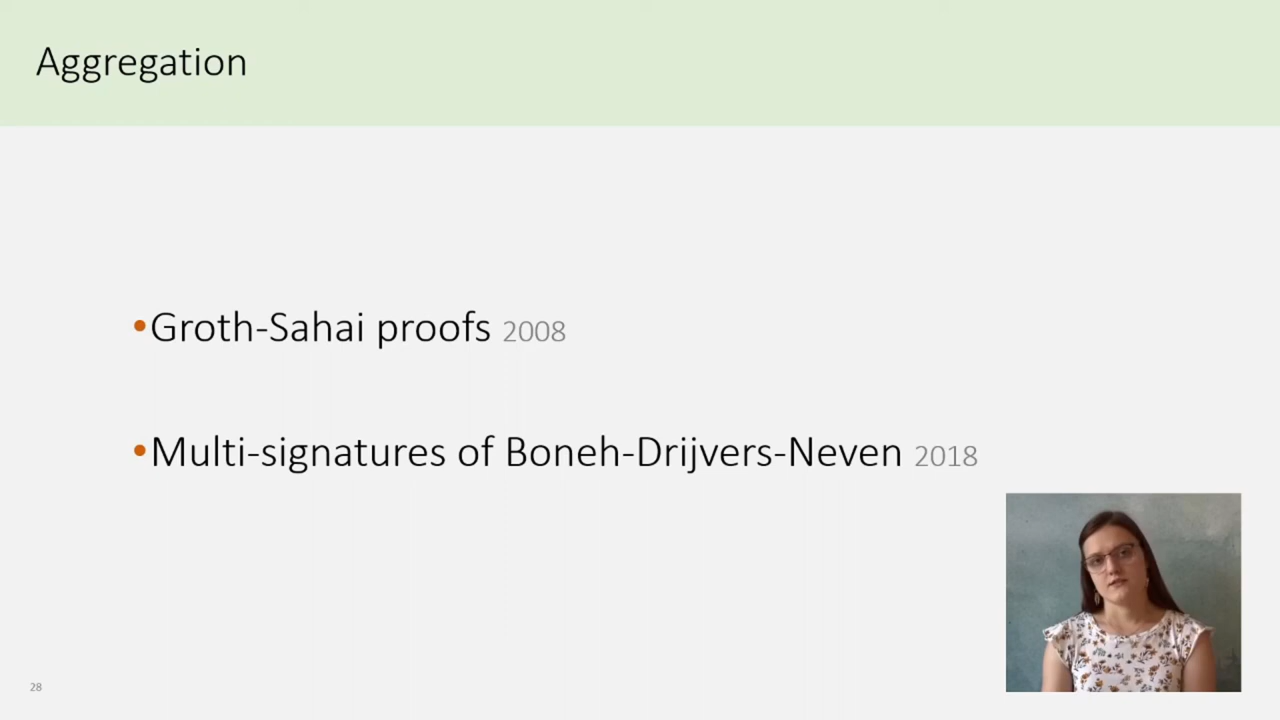 Aggregation
•Groth-Sahai proofs 2008
•Multi-signatures of Boneh-Drijvers-Neven 2018
28